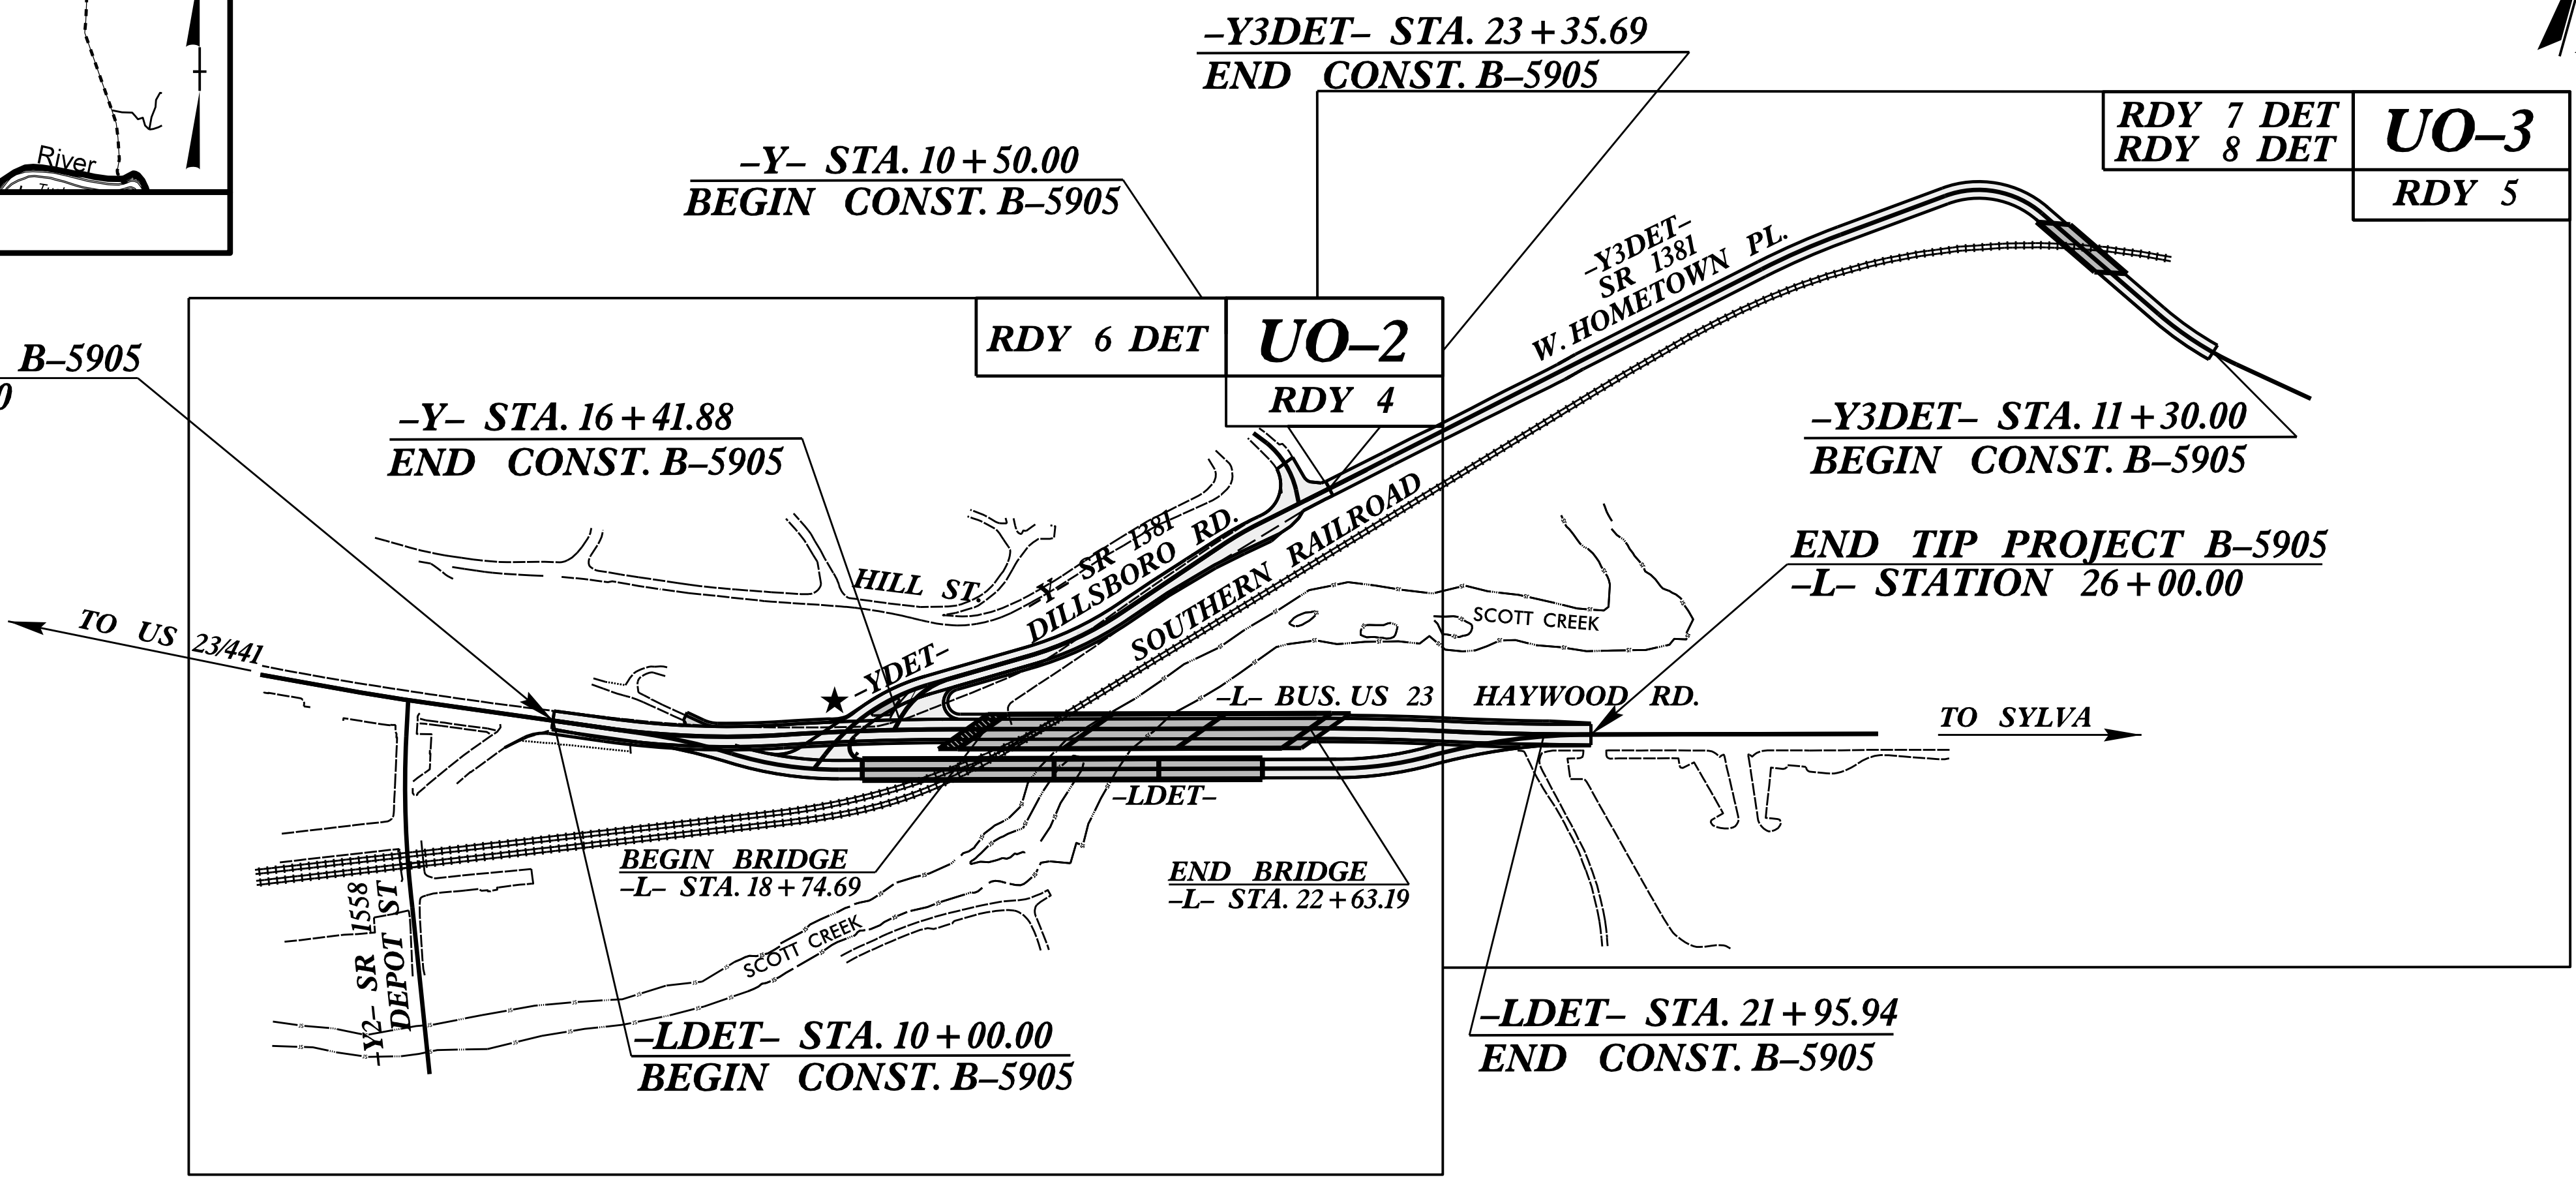 –Y3DET– STA. 23+35.69
END CONST. B–5905
RDY 7 DET
RDY 8 DET
UO–3
RDY 5
River
–Y– STA. 10+50.00
BEGIN CONST. B–5905
–Y3DET–
SR 1381
W. HOMETOWN PL.
RDY 6 DET
UO–2
RDY 4
B–5905
0
–Y– STA. 16+41.88
END CONST. B–5905
–Y3DET– STA. 11+30.00
BEGIN CONST. B–5905
END TIP PROJECT B–5905
–L– STATION 26+00.00
HILL ST.
–Y– SR 1381
DILLSBORO RD.
SOUTHERN RAILROAD
SCOTT CREEK
TO US 23/441
★ –YDET–
–L– BUS. US 23 HAYWOOD RD.
TO SYLVA
–LDET–
BEGIN BRIDGE
–L– STA. 18+74.69
END BRIDGE
–L– STA. 22+63.19
–Y2– SR 1558
DEPOT ST
SCOTT CREEK
–LDET– STA. 10+00.00
BEGIN CONST. B–5905
–LDET– STA. 21+95.94
END CONST. B–5905